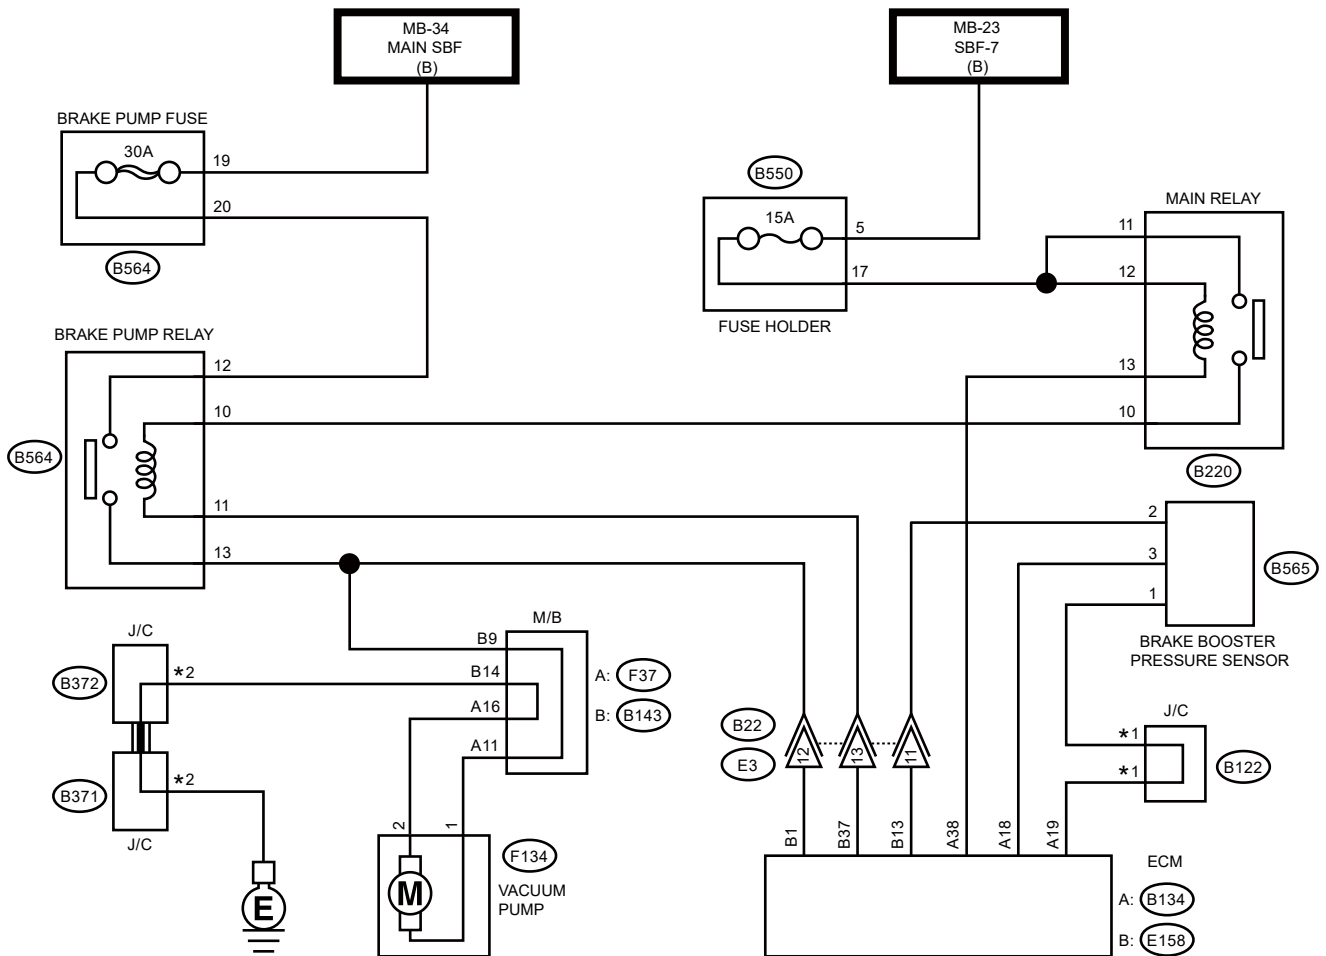 MB-34
MAIN SBF
(B)
MB-23
SBF-7
(B)
BRAKE PUMP FUSE
30A
19
20
B564
B550
15A
5
17
FUSE HOLDER
MAIN RELAY
11
12
13
10
B220
BRAKE PUMP RELAY
12
10
11
13
B564
2
3
1
B565
BRAKE BOOSTER
PRESSURE SENSOR
J/C
B372
*2
B371
*2
J/C
E
M/B
B9
B14
A16
A11
A: F37
B: B143
2
1
M
F134
VACUUM
PUMP
B22
E3
12
13
11
J/C
*1
*1
B122
B1
B37
B13
A38
A18
A19
ECM
A: B134
B: E158